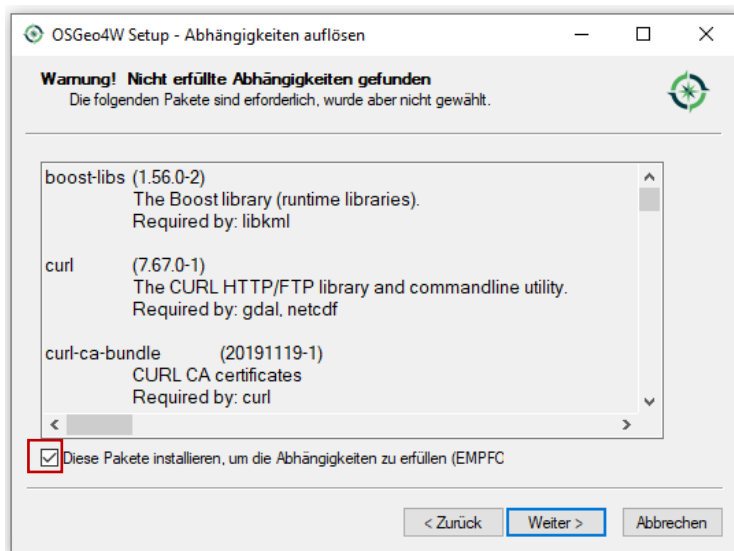 OSGeo4W Setup - Abhängigkeiten auflösen
Warnung! Nicht erfüllte Abhängigkeiten gefunden
Die folgenden Pakete sind erforderlich, wurde aber nicht gewählt.
boost-libs (1.56.0-2)
The Boost library (runtime libraries).
Required by: libkml
curl (7.67.0-1)
The CURL HTTP/FTP library and commandline utility.
Required by: gdal, netcdf
curl-ca-bundle (20191119-1)
CURL CA certificates
Required by: curl
Diese Pakete installieren, um die Abhängigkeiten zu erfüllen (EMPFC
< Zurück Weiter > Abbrechen